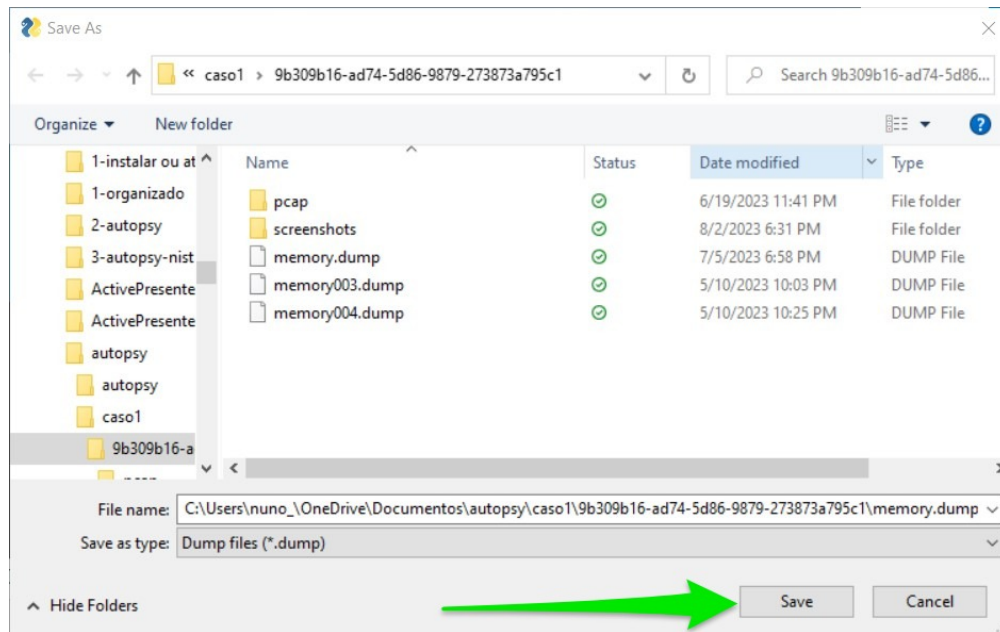 Save As
« caso1 › 9b309b16-ad74-5d86-9879-273873a795c1
Search 9b309b16-ad74-5d86...
Organize New folder
?
Name Status Date modified Type
1-instalar ou at
1-organizado
2-autopsy
3-autopsy-nist
ActivePresente
ActivePresente
autopsy
autopsy
caso1
9b309b16-a
pcap 6/19/2023 11:41 PM File folder
screenshots 8/2/2023 6:31 PM File folder
memory.dump 7/5/2023 6:58 PM DUMP File
memory003.dump 5/10/2023 10:03 PM DUMP File
memory004.dump 5/10/2023 10:25 PM DUMP File
File name: C:\Users\nuno_\OneDrive\Documentos\autopsy\caso1\9b309b16-ad74-5d86-9879-273873a795c1\memory.dump
Save as type: Dump files (*.dump)
Hide Folders
Save Cancel